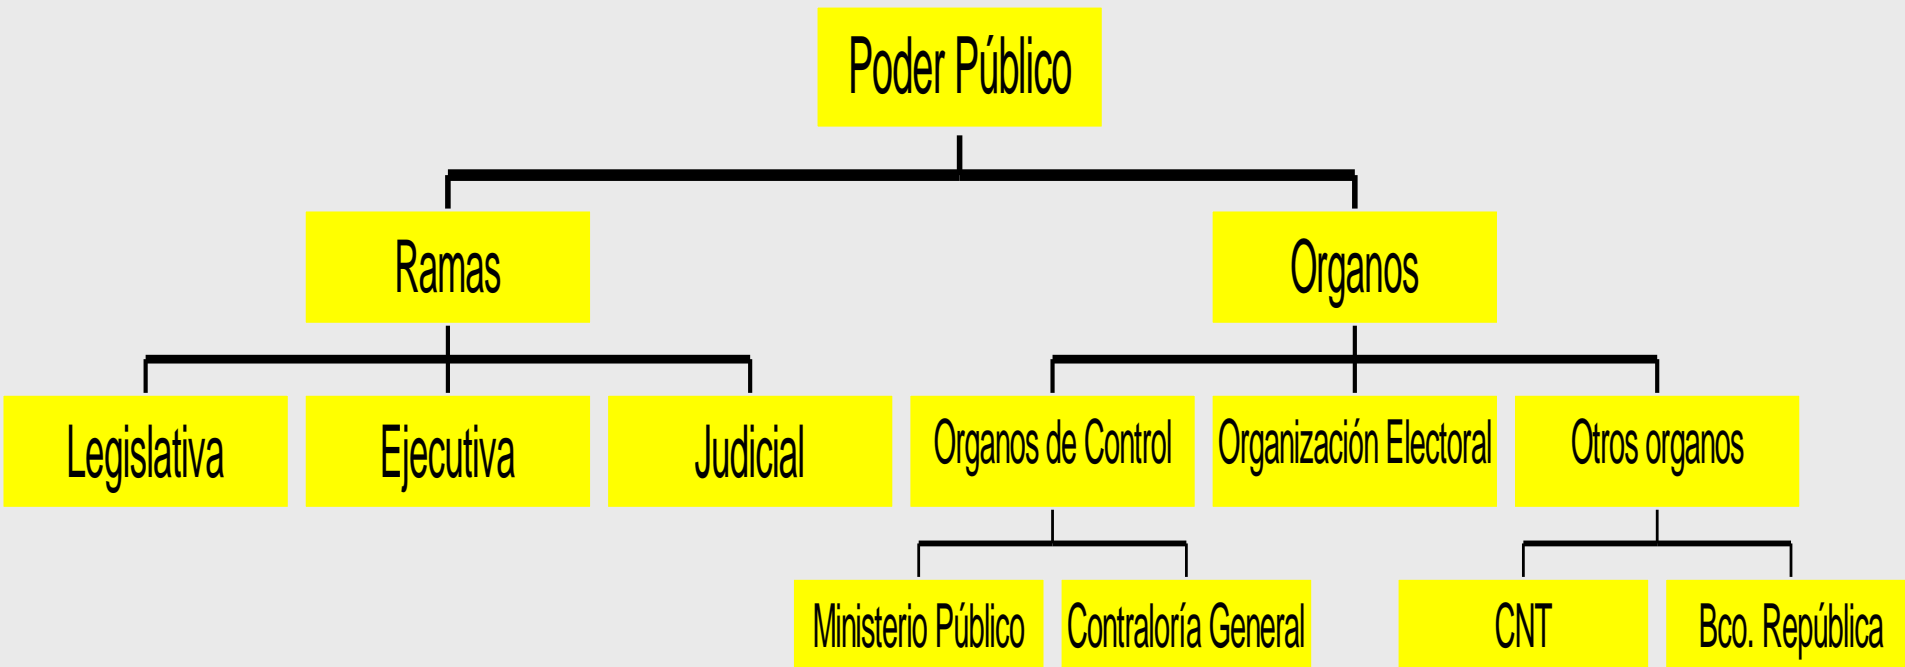 Poder Público
Ramas
Organos
Legislativa
Ejecutiva
Judicial
Organos de Control
Organización Electoral
Otros organos
Ministerio Público
Contraloría General
CNT
Bco. República